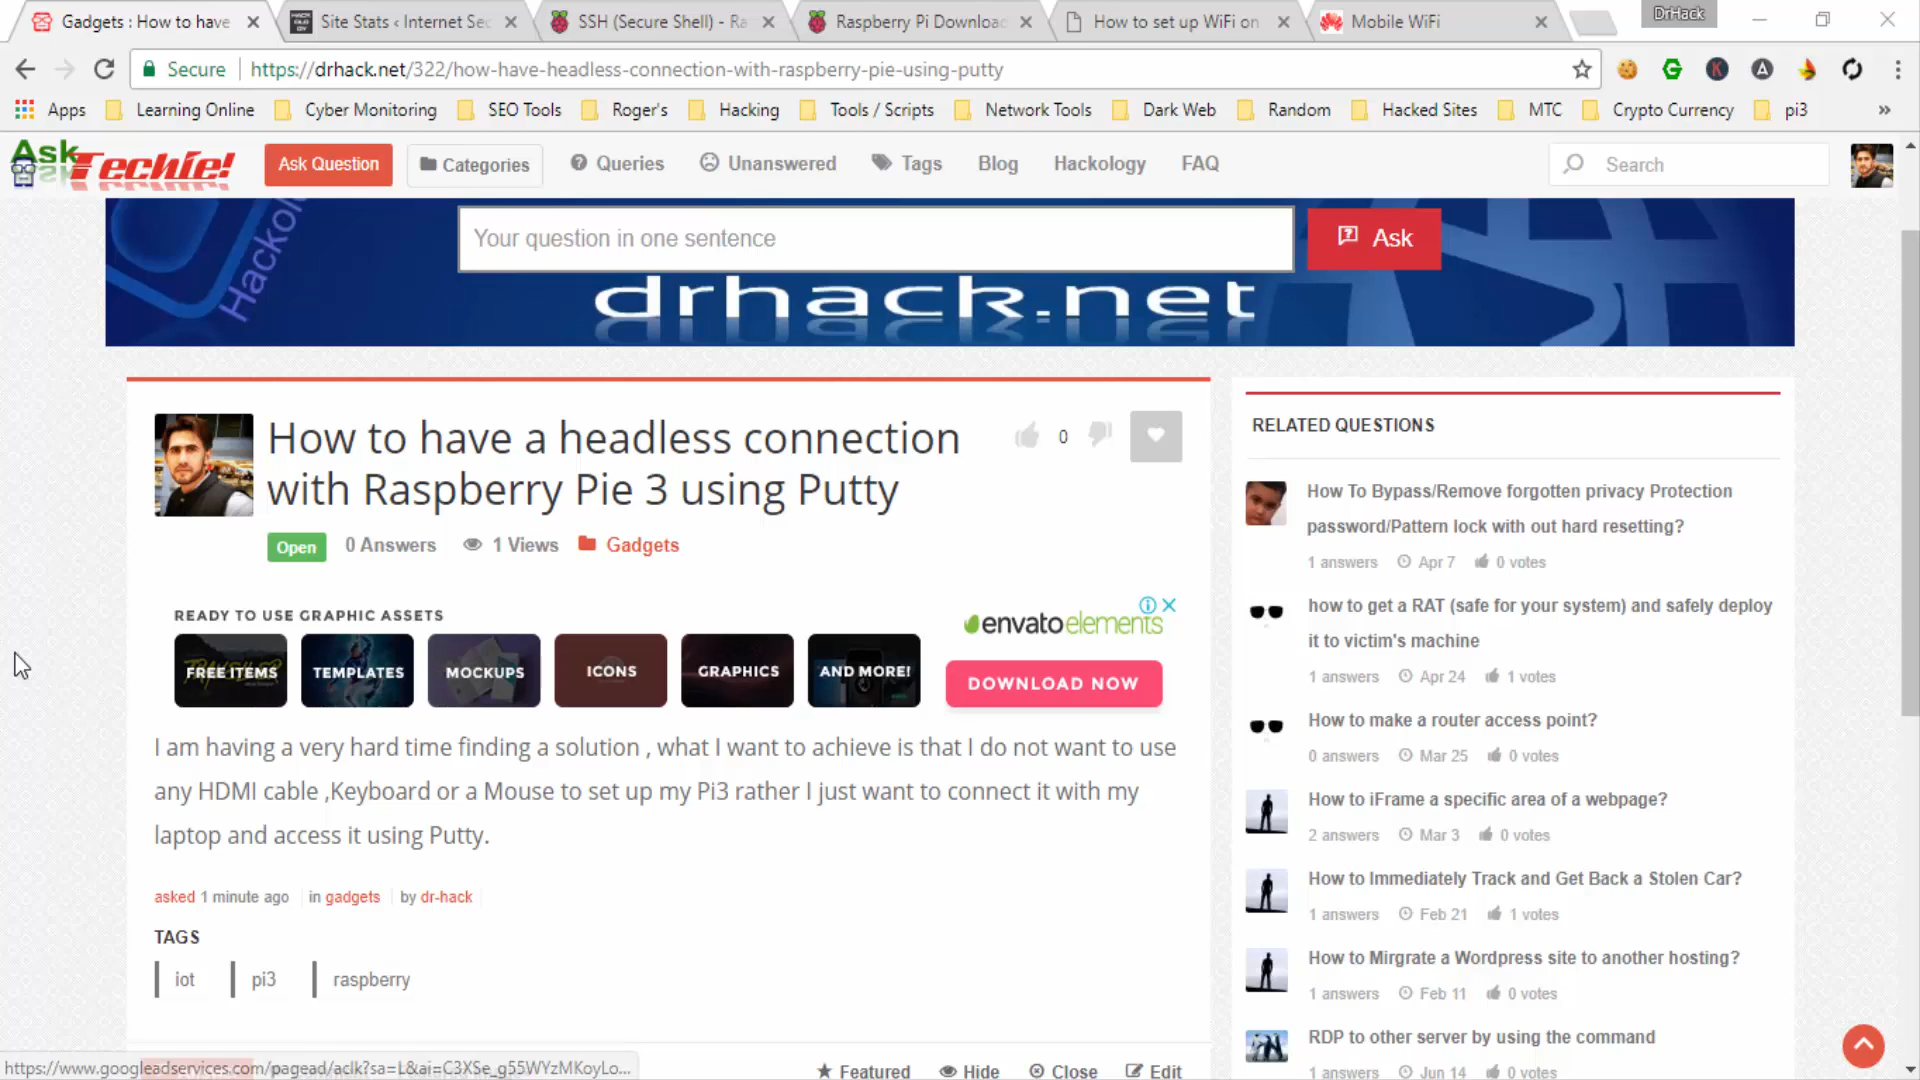 Gadgets : How to have
Site Stats ‹ Internet Sec
SSH (Secure Shell) - Ra
Raspberry Pi Download
How to set up WiFi on
Mobile WiFi
DrHack
Secure https://drhack.net/322/how-have-headless-connection-with-raspberry-pie-using-putty
Apps Learning Online Cyber Monitoring SEO Tools Roger's Hacking Tools / Scripts Network Tools Dark Web Random Hacked Sites MTC Crypto Currency pi3 »
Ask Techie! Ask Question Categories Queries Unanswered Tags Blog Hackology FAQ Search
Your question in one sentence Ask
drhack.net
How to have a headless connection
with Raspberry Pie 3 using Putty
0
Open 0 Answers 1 Views Gadgets
READY TO USE GRAPHIC ASSETS
FREE ITEMS TEMPLATES MOCKUPS ICONS GRAPHICS AND MORE!
envatoelements
DOWNLOAD NOW
I am having a very hard time finding a solution , what I want to achieve is that I do not want to use
any HDMI cable ,Keyboard or a Mouse to set up my Pi3 rather I just want to connect it with my
laptop and access it using Putty.
asked 1 minute ago in gadgets by dr-hack
TAGS
iot pi3 raspberry
Featured Hide Close Edit
https://www.googleadservices.com/pagead/aclk?sa=L&ai=C3XSe_g55WYzMKoyLo...
RELATED QUESTIONS
How To Bypass/Remove forgotten privacy Protection
password/Pattern lock with out hard resetting?
1 answers Apr 7 0 votes
how to get a RAT (safe for your system) and safely deploy
it to victim's machine
1 answers Apr 24 1 votes
How to make a router access point?
0 answers Mar 25 0 votes
How to iFrame a specific area of a webpage?
2 answers Mar 3 0 votes
How to Immediately Track and Get Back a Stolen Car?
1 answers Feb 21 1 votes
How to Mirgrate a Wordpress site to another hosting?
1 answers Feb 11 0 votes
RDP to other server by using the command
1 answers Jun 14 0 votes